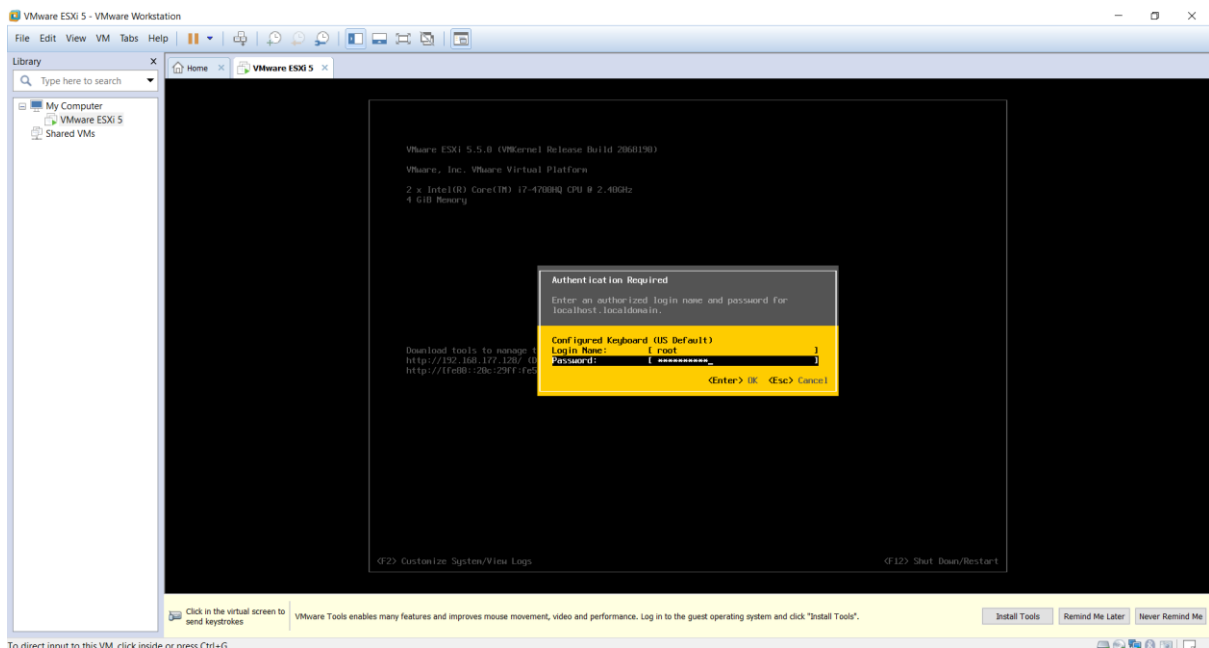 VMware ESXi 5 - VMware Workstation
File Edit View VM Tabs Help
Library X
Home × VMware ESXi 5 ×
Type here to search
My Computer
VMware ESXi 5
Shared VMs
VMware ESXi 5.5.0 (VMKernel Release Build 2068190)
VMware, Inc. VMware Virtual Platform
2 x Intel(R) Core(TM) i7-4700HQ CPU @ 2.40GHz
4 GiB Memory
Authentication Required
Enter an authorized login name and password for
localhost.localdomain.
Configured Keyboard (US Default)
Download tools to manage t
Login Name: [ root ]
http://192.168.177.128/ (D
Password: [ **********_ ]
http://[fe80::20c:29ff:fe5
<Enter> OK <Esc> Cancel
<F2> Customize System/View Logs <F12> Shut Down/Restart
Click in the virtual screen to
send keystrokes
VMware Tools enables many features and improves mouse movement, video and performance. Log in to the guest operating system and click "Install Tools".
Install Tools Remind Me Later Never Remind Me
To direct input to this VM, click inside or press Ctrl+G.